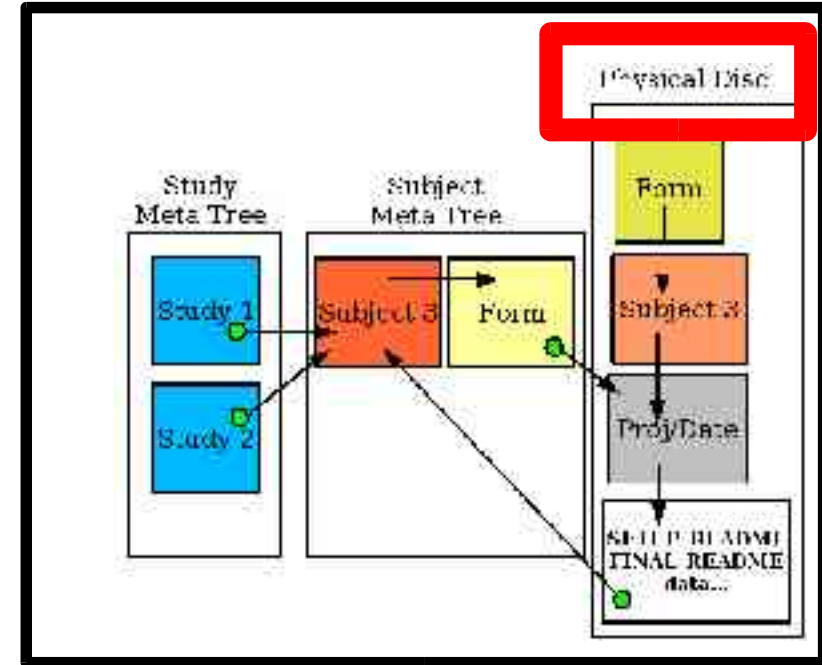 Physical Disc
Study
Meta Tree
Subject
Meta Tree
Form
Study 1
Subject 3
Form
Subject 3
Study 2
Proj/Date
README
FINAL README
data...